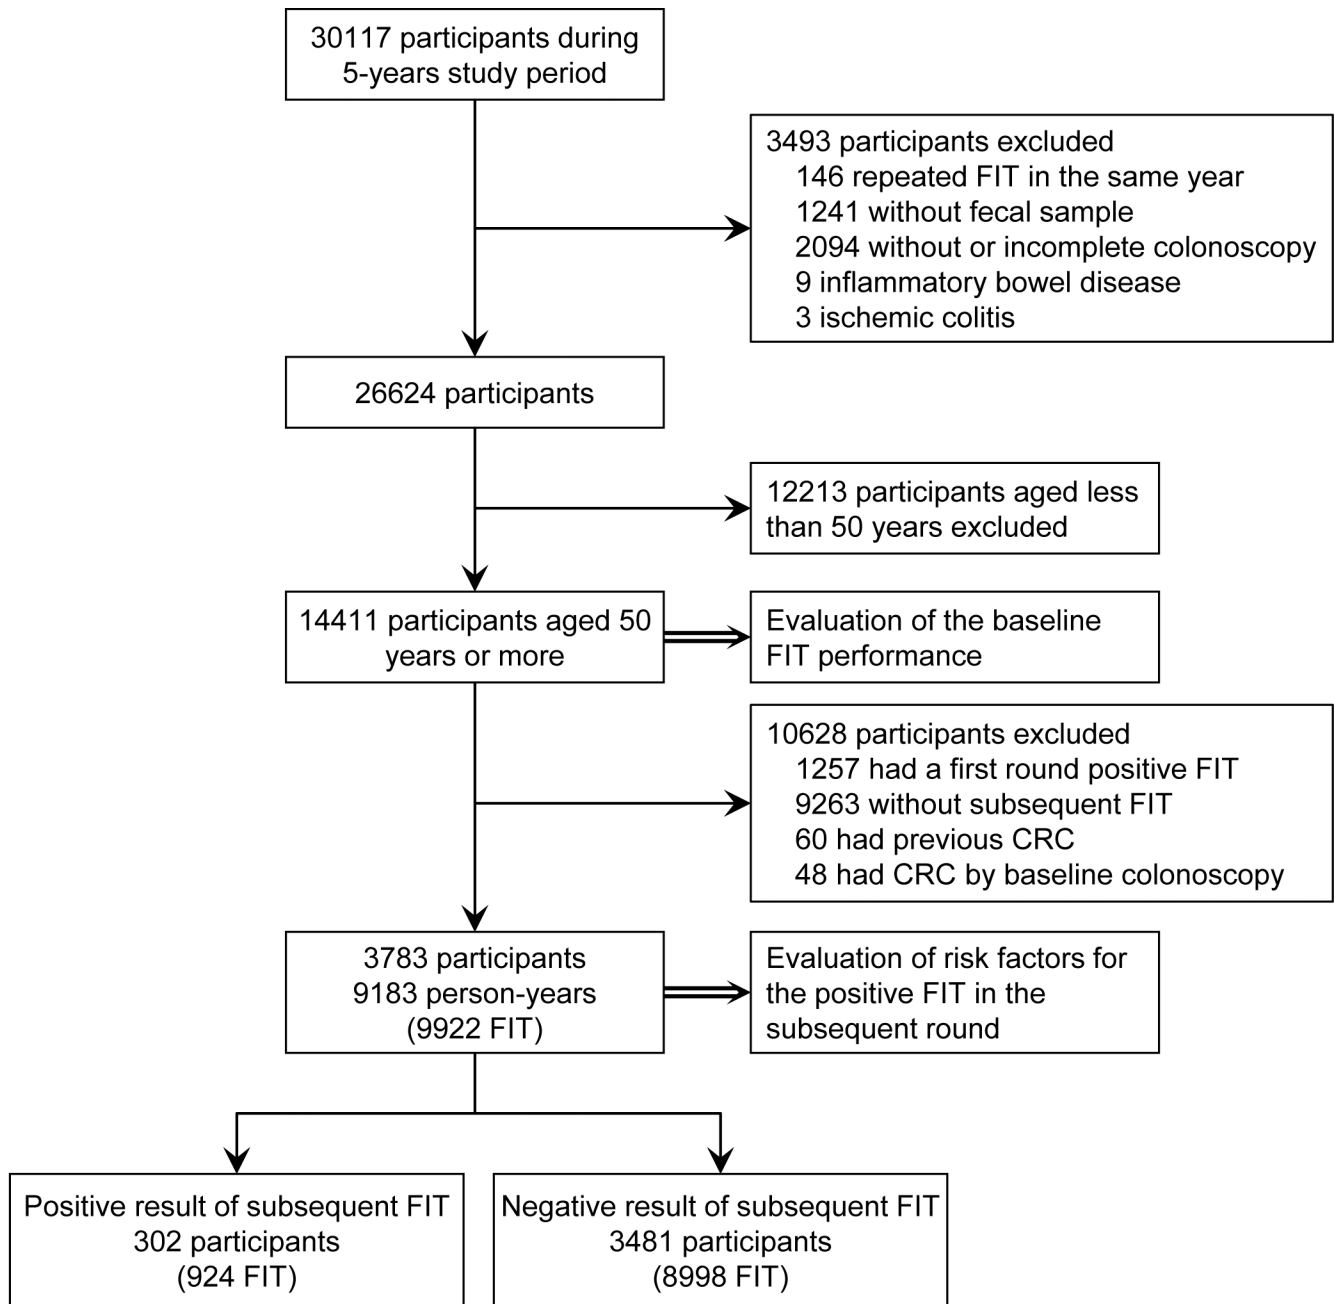 30117 participants during
5-years study period
3493 participants excluded
146 repeated FIT in the same year
1241 without fecal sample
2094 without or incomplete colonoscopy
9 inflammatory bowel disease
3 ischemic colitis
26624 participants
12213 participants aged less
than 50 years excluded
14411 participants aged 50
years or more
Evaluation of the baseline
FIT performance
10628 participants excluded
1257 had a first round positive FIT
9263 without subsequent FIT
60 had previous CRC
48 had CRC by baseline colonoscopy
3783 participants
9183 person-years
(9922 FIT)
Evaluation of risk factors for
the positive FIT in the
subsequent round
Positive result of subsequent FIT
302 participants
(924 FIT)
Negative result of subsequent FIT
3481 participants
(8998 FIT)